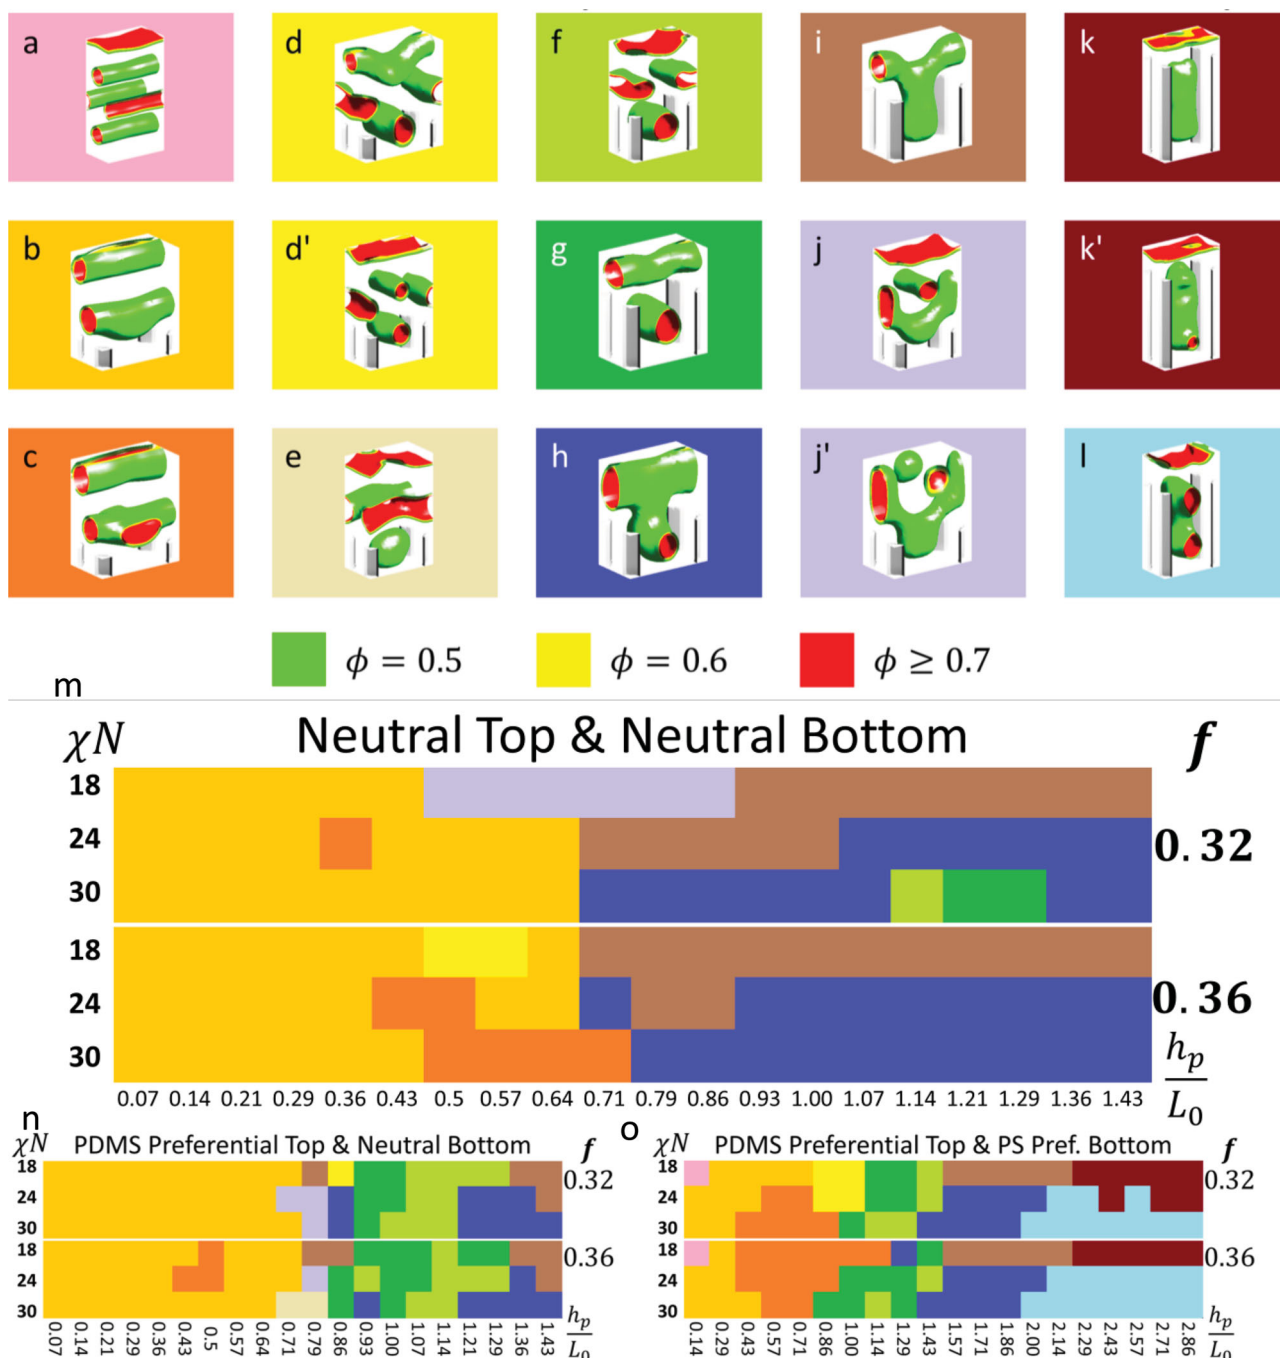 a d f i k
b d' g j k'
c e h j' l
ϕ = 0.5 ϕ = 0.6 ϕ ≥ 0.7
m
χN Neutral Top & Neutral Bottom f
18
24 0.32
30
18
24 0.36
30
0.07 0.14 0.21 0.29 0.36 0.43 0.5 0.57 0.64 0.71 0.79 0.86 0.93 1.00 1.07 1.14 1.21 1.29 1.36 1.43 h_p/L_0
n
χN PDMS Preferential Top & Neutral Bottom f
18 0.32
24
30
18 0.36
24
30
0.07 0.14 0.21 0.29 0.36 0.43 0.5 0.57 0.64 0.71 0.79 0.86 0.93 1.00 1.07 1.14 1.21 1.29 1.36 1.43 h_p/L_0
o
χN PDMS Preferential Top & PS Pref. Bottom f
18 0.32
24
30
18 0.36
24
30
0.14 0.29 0.43 0.57 0.71 0.86 1.00 1.14 1.29 1.43 1.57 1.71 1.86 2.00 2.14 2.29 2.43 2.57 2.71 2.86 h_p/L_0